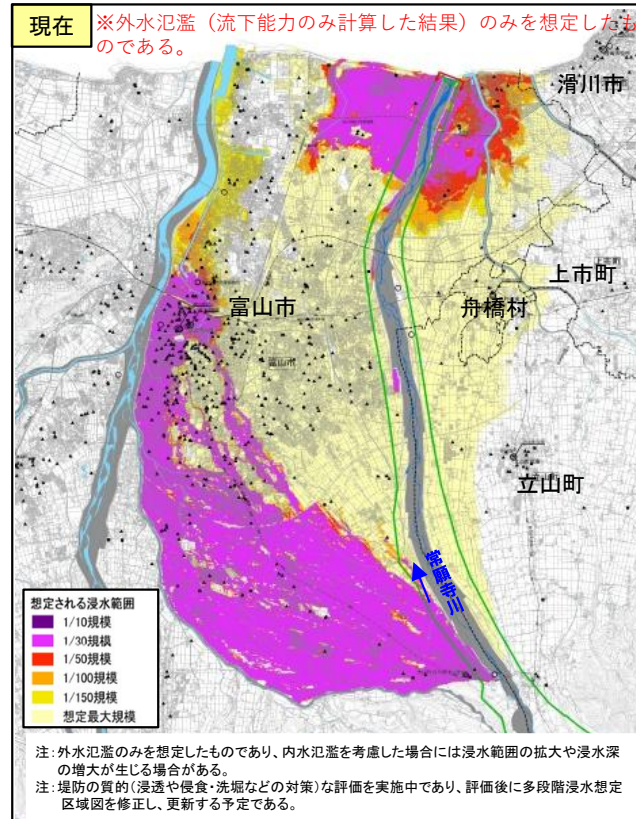 現在
※外水氾濫（流下能力のみ計算した結果）のみを想定したも
のである。
滑川市
上市町
富山市
舟橋村
富山市
立山町
常願寺川
想定される浸水範囲
1/10規模
1/30規模
1/50規模
1/100規模
1/150規模
想定最大規模
注：外水氾濫のみを想定したものであり、内水氾濫を考慮した場合には浸水範囲の拡大や浸水深
の増大が生じる場合がある。
注：堤防の質的（浸透や侵食・洗堀などの対策）な評価を実施中であり、評価後に多段階浸水想定
区域図を修正し、更新する予定である。